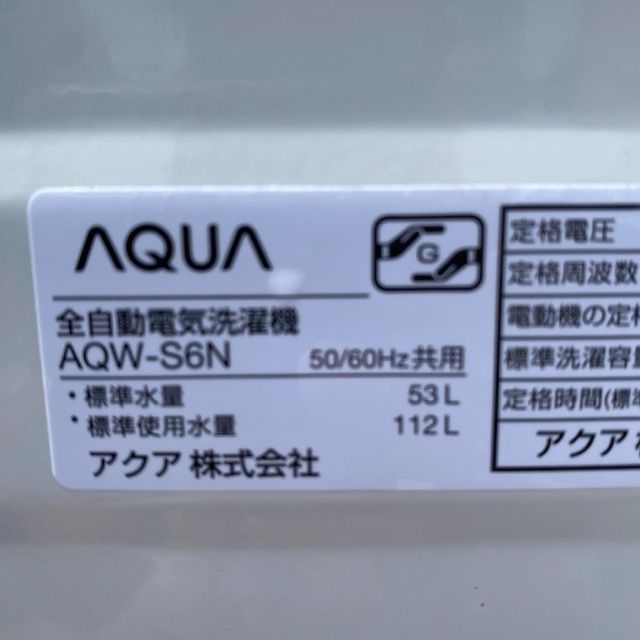 AQUA
全自動電気洗濯機
AQW-S6N 50/60Hz共用
・標準水量 53L
・標準使用水量 112L
アクア株式会社
G
定格電圧
定格周波数
電動機の定格
標準洗濯容量
定格時間(標準
アクア